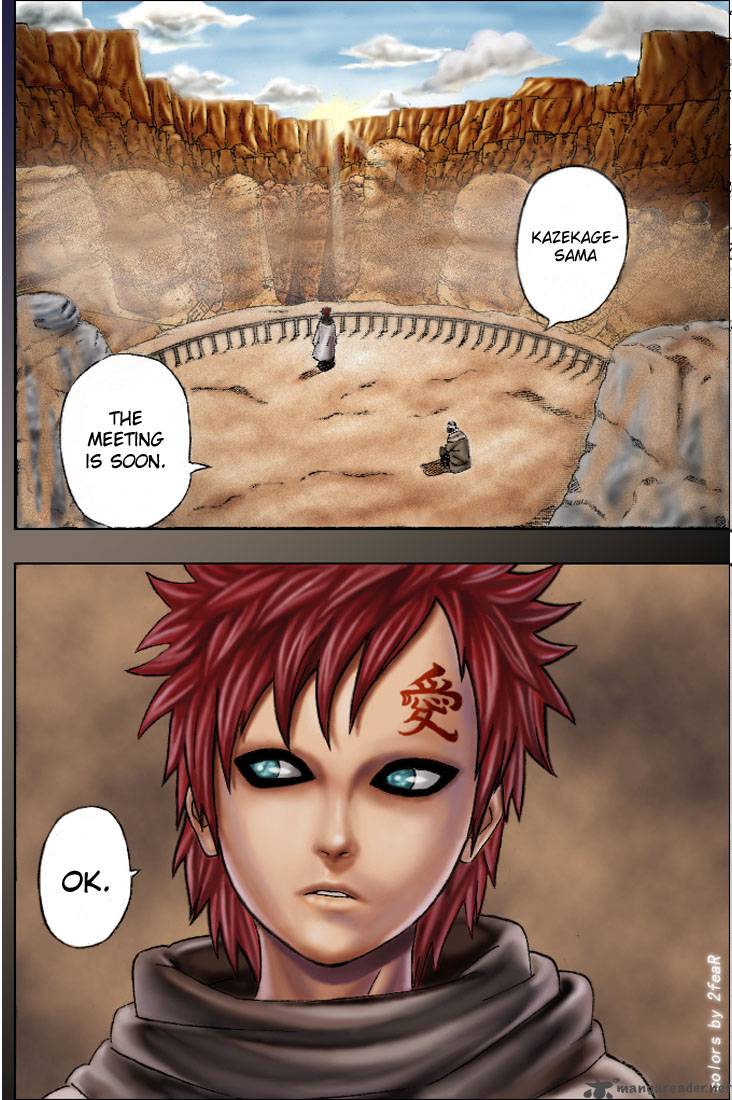 KAZEKAGE-
SAMA
THE
MEETING
IS SOON.
愛
OK.
colors by 2feaR
mangareader.net